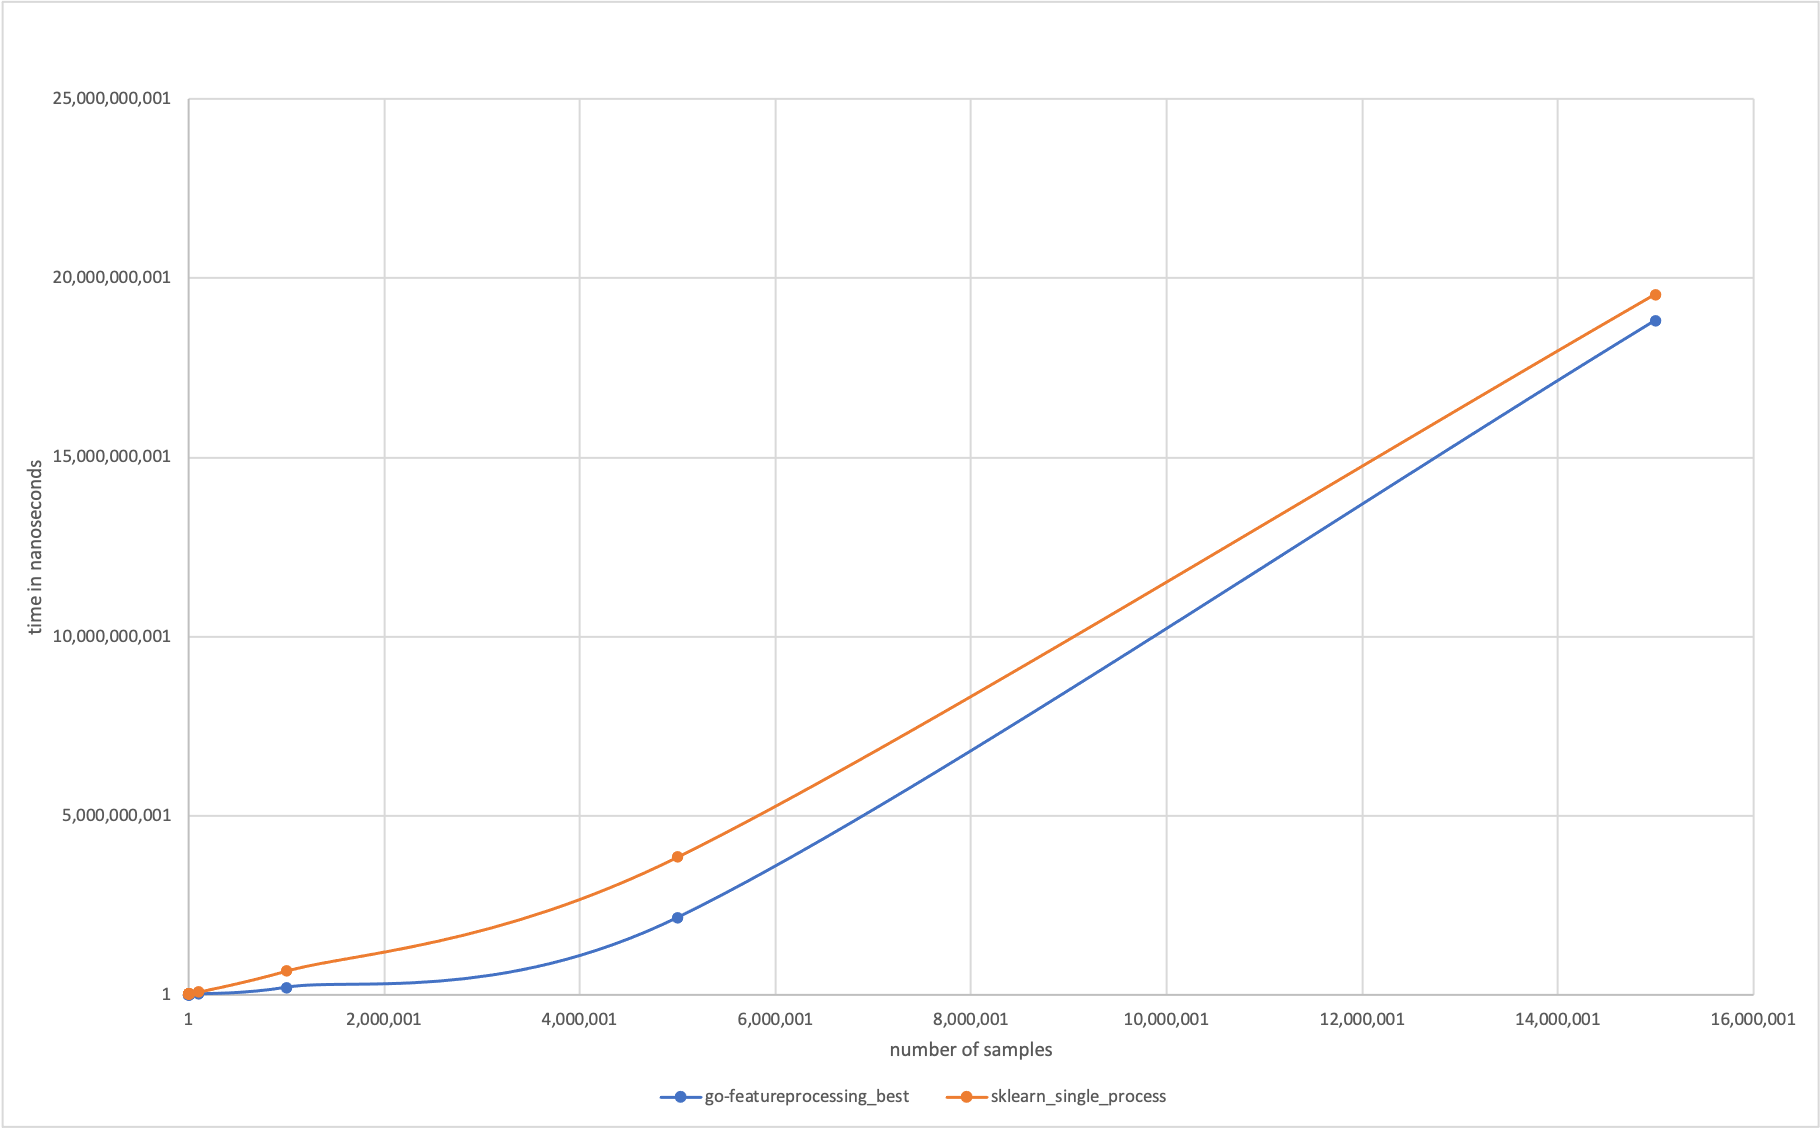 25,000,000,001
20,000,000,001
15,000,000,001
10,000,000,001
5,000,000,001
1
time in nanoseconds
1 2,000,001 4,000,001 6,000,001 8,000,001 10,000,001 12,000,001 14,000,001 16,000,001
number of samples
go-featureprocessing_best sklearn_single_process